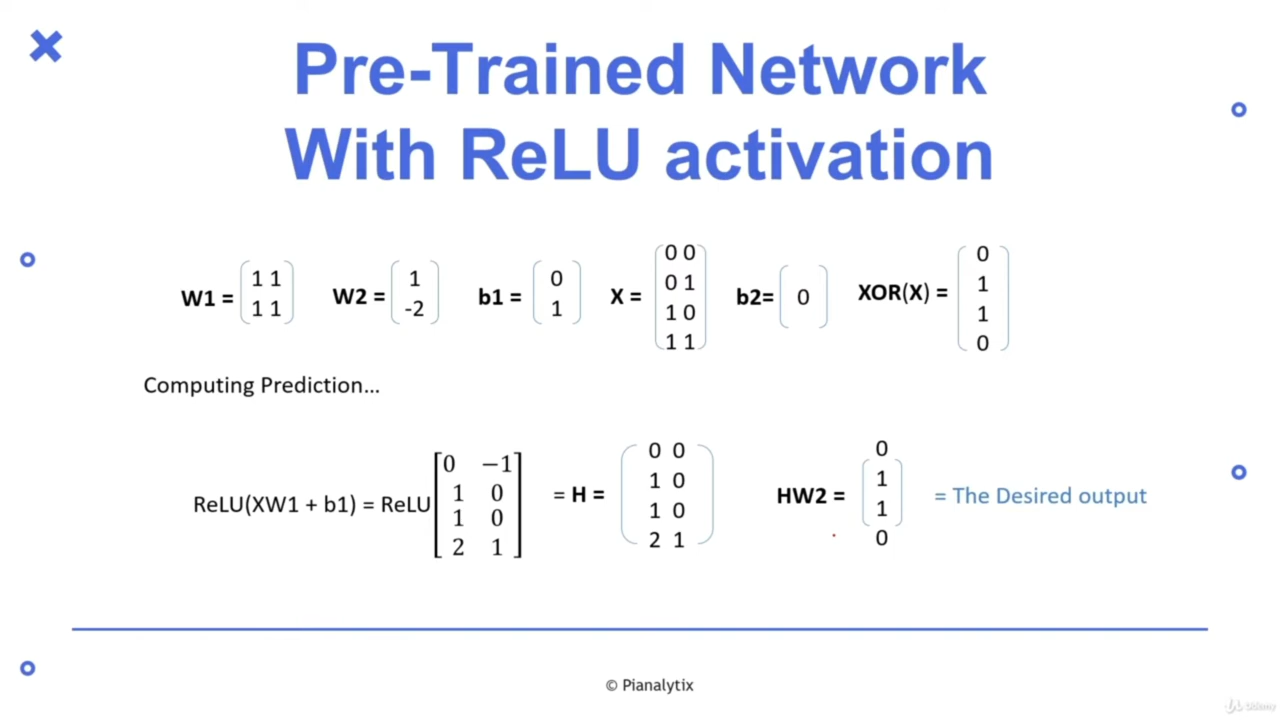 Pre-Trained Network
With ReLU activation
W1 = 1 1 1 1 W2 = 1 -2 b1 = 0 1 X = 0 0 0 1 1 0 1 1 b2= 0 XOR(X) = 0 1 1 0
Computing Prediction...
ReLU(XW1 + b1) = ReLU 0 −1 1 0 1 0 2 1 = H = 0 0 1 0 1 0 2 1 HW2 = 0 1 1 0 = The Desired output
© Pianalytix
Udemy